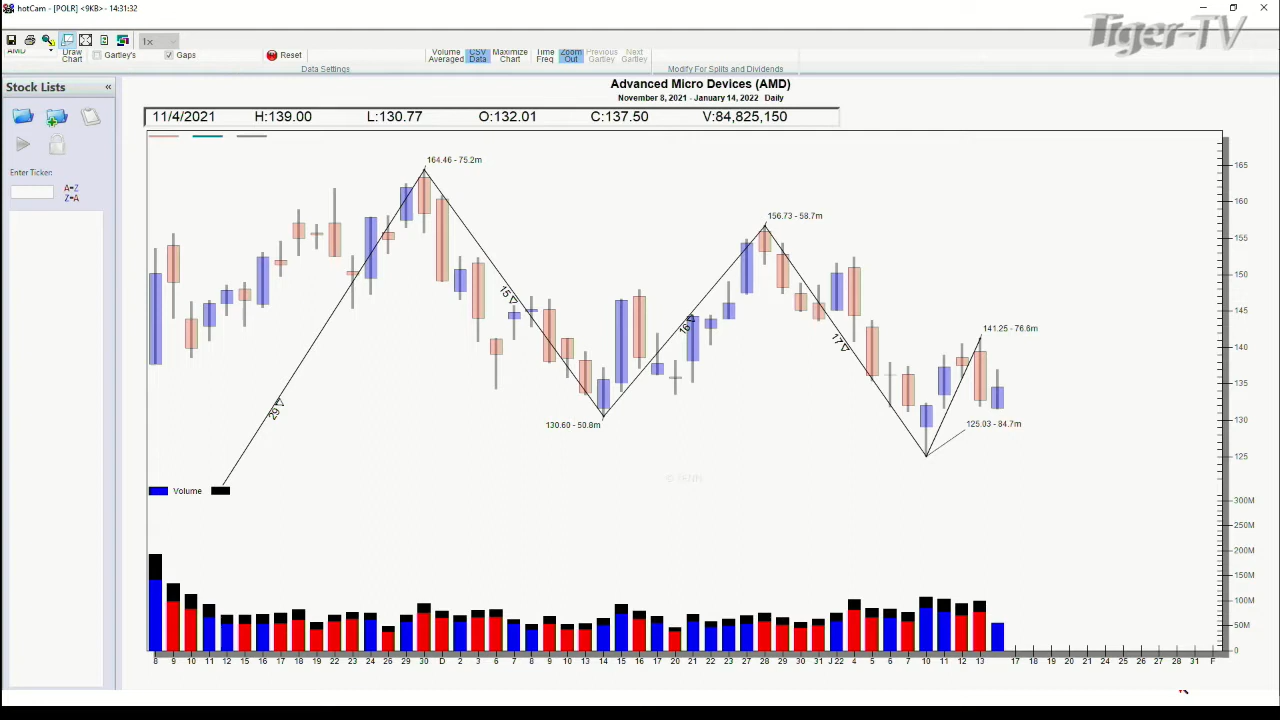 hotCam - [POLR] <9KB> - 14:31:32
Tiger-TV
1x
AMD
Draw Chart
Gartley's
Gaps
Reset
Volume Averaged
CSV Data
Maximize Chart
Time Freq
Zoom Out
Previous Gartley
Next Gartley
Data Settings
Modify For Splits and Dividends
Stock Lists
«
Enter Ticker:
A=Z
Z=A
Advanced Micro Devices (AMD)
November 8, 2021 - January 14, 2022 Daily
11/4/2021 H:139.00 L:130.77 O:132.01 C:137.50 V:84,825,150
164.46 - 75.2m
156.73 - 58.7m
141.25 - 76.6m
130.60 - 50.8m
125.03 - 84.7m
29
15
16
17
165
160
155
150
145
140
135
130
125
Volume
300M
250M
200M
150M
100M
50M
0
8 9 10 11 12 15 16 17 18 19 22 23 24 26 29 30 D 2 3 6 7 8 9 10 13 14 15 16 17 20 21 22 23 27 28 29 30 31 J 22 4 5 6 7 10 11 12 13 17 18 19 20 21 24 25 26 27 28 31 F